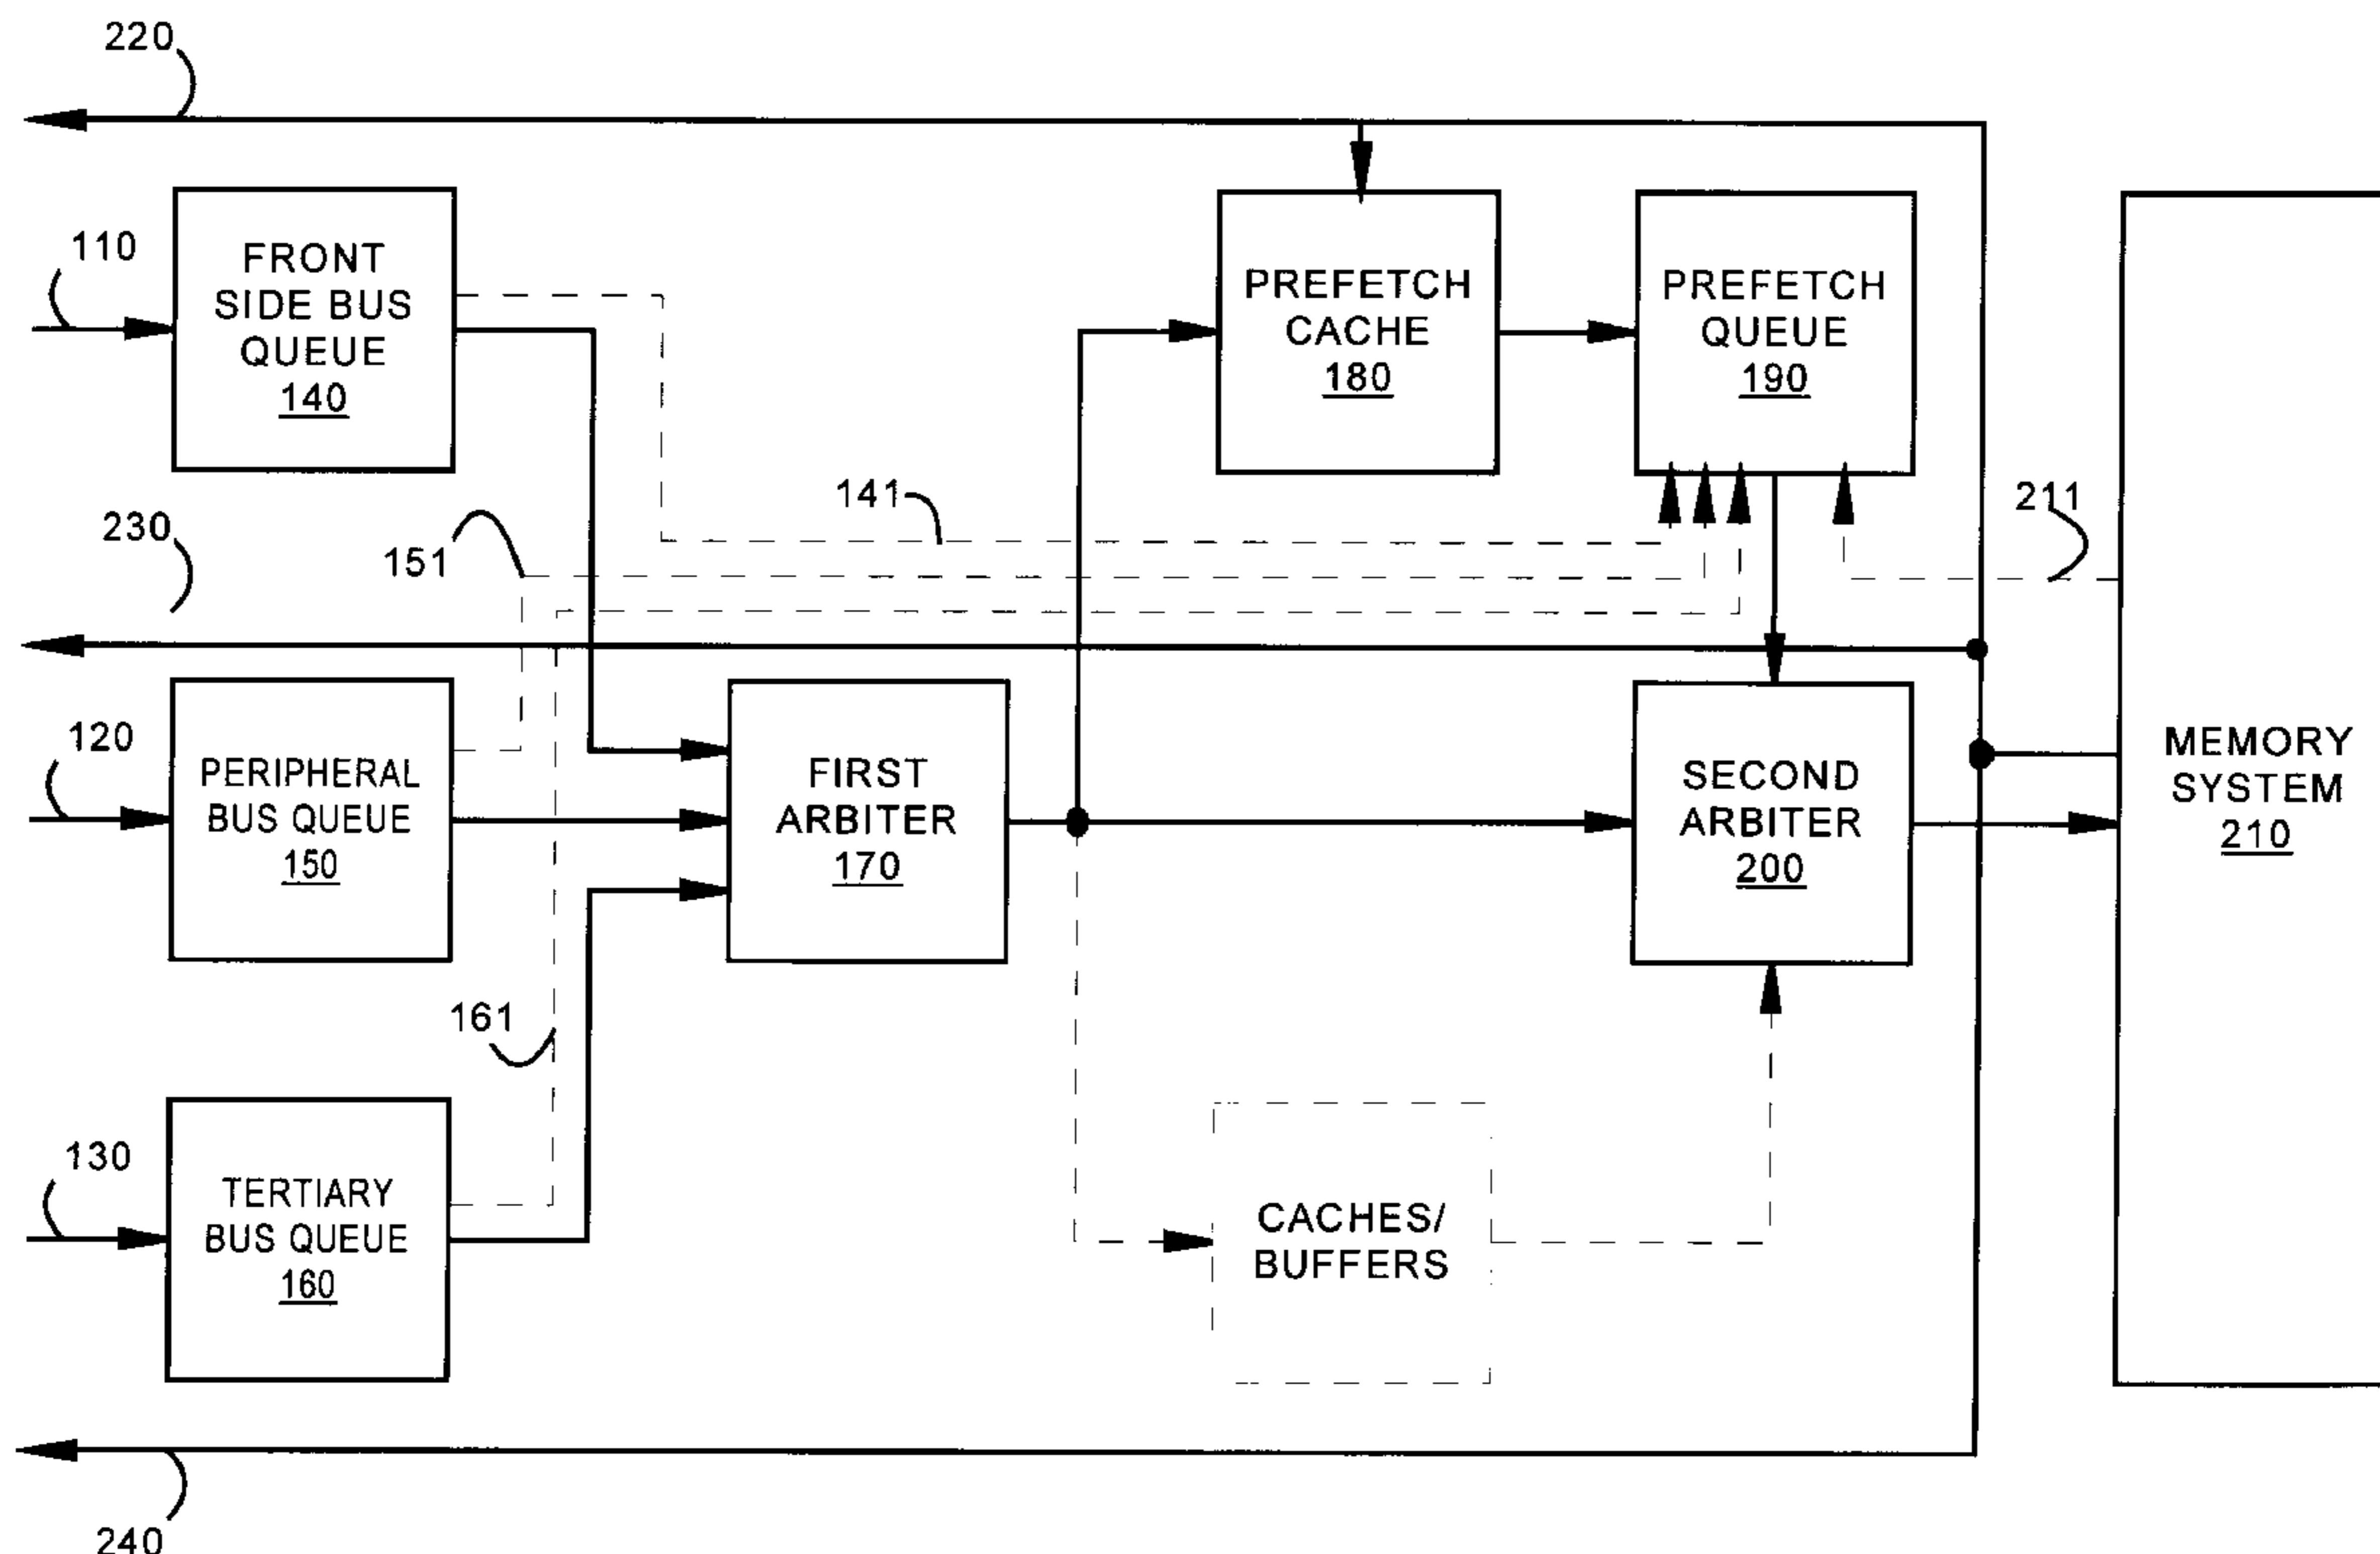 220
110
FRONT
SIDE BUS
QUEUE
140
PREFETCH
CACHE
180
PREFETCH
QUEUE
190
141
211
230
151
120
PERIPHERAL
BUS QUEUE
150
FIRST
ARBITER
170
SECOND
ARBITER
200
MEMORY
SYSTEM
210
161
130
TERTIARY
BUS QUEUE
160
CACHES/
BUFFERS
240